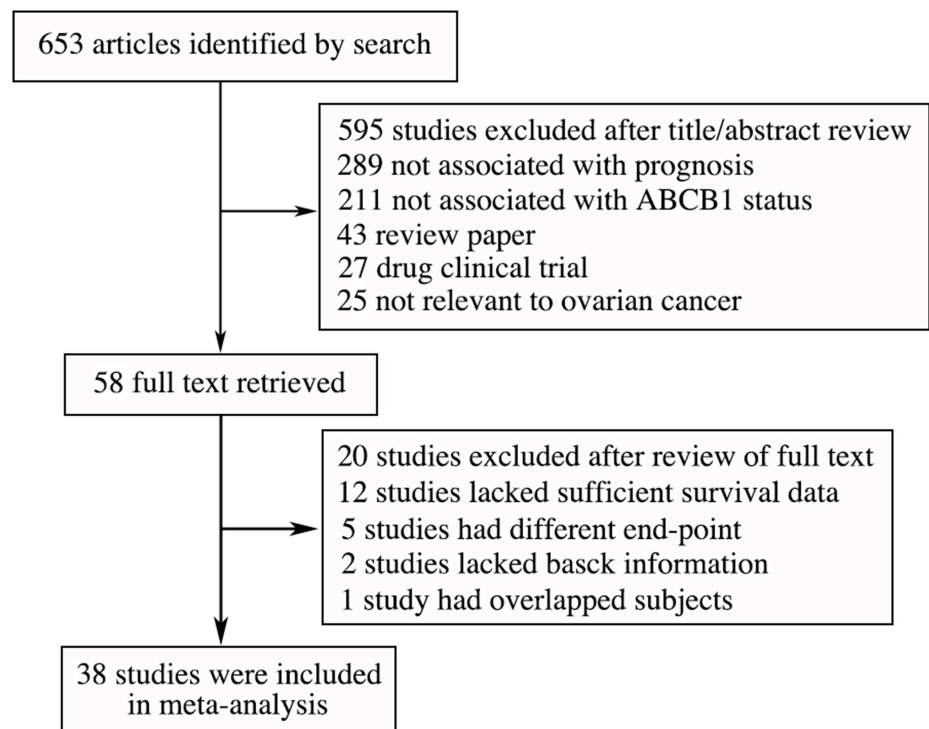 653 articles identified by search
595 studies excluded after title/abstract review
289 not associated with prognosis
211 not associated with ABCB1 status
43 review paper
27 drug clinical trial
25 not relevant to ovarian cancer
58 full text retrieved
20 studies excluded after review of full text
12 studies lacked sufficient survival data
5 studies had different end-point
2 studies lacked basck information
1 study had overlapped subjects
38 studies were included
in meta-analysis